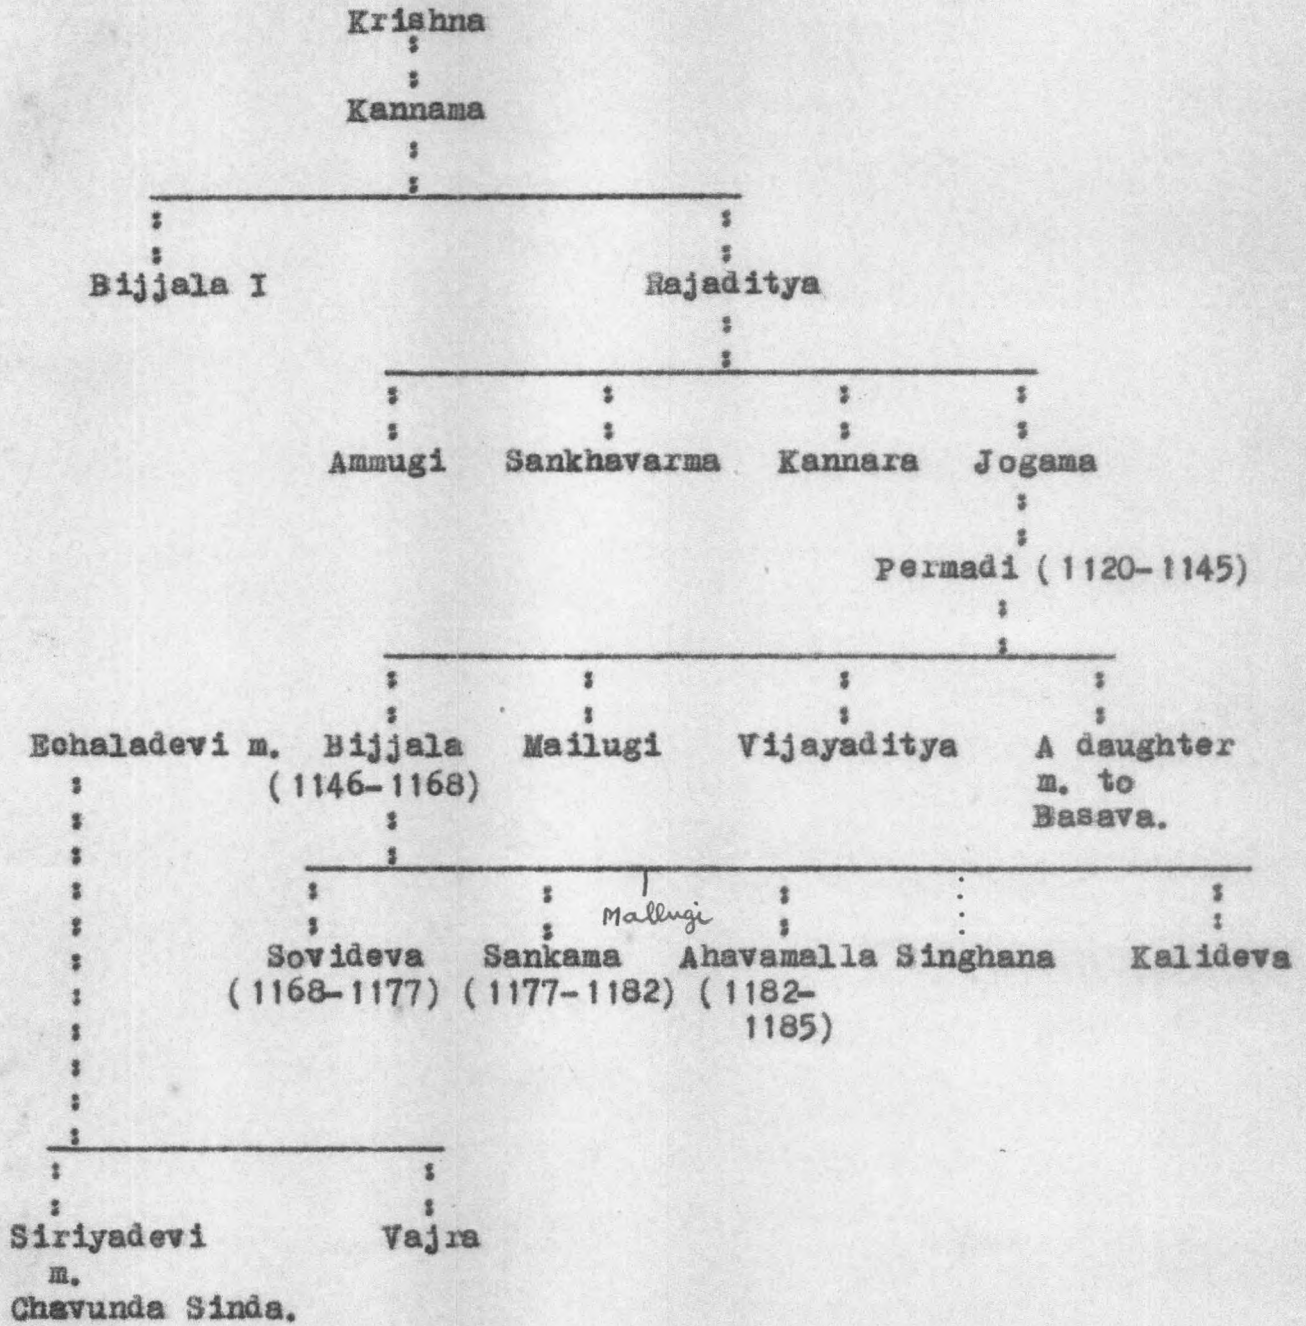 Krishna
Kannama
Bijjala I Rajaditya
Ammugi Sankhavarma Kannara Jogama
Permadi (1120-1145)
Echaladevi m. Bijjala Mailugi Vijayaditya A daughter
(1146-1168) m. to
Basava.
Mallugi
Sovideva Sankama Ahavamalla Singhana Kalideva
(1168-1177) (1177-1182) (1182-
1185)
Siriyadevi Vajra
m.
Chavunda Sinda.